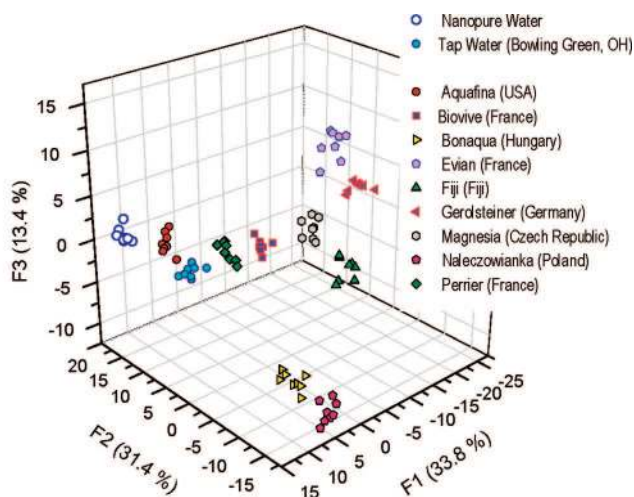 Nanopure Water
Tap Water (Bowling Green, OH)
Aquafina (USA)
Biovive (France)
Bonaqua (Hungary)
Evian (France)
Fiji (Fiji)
Gerolsteiner (Germany)
Magnesia (Czech Republic)
Naleczowianka (Poland)
Perrier (France)
15
10
5
0
-5
-10
F3 (13.4 %)
20
15
10
5
0
-5
-10
-15
F2 (31.4 %)
15
10
5
0
-5
-10
-15
-20
-25
F1 (33.8 %)